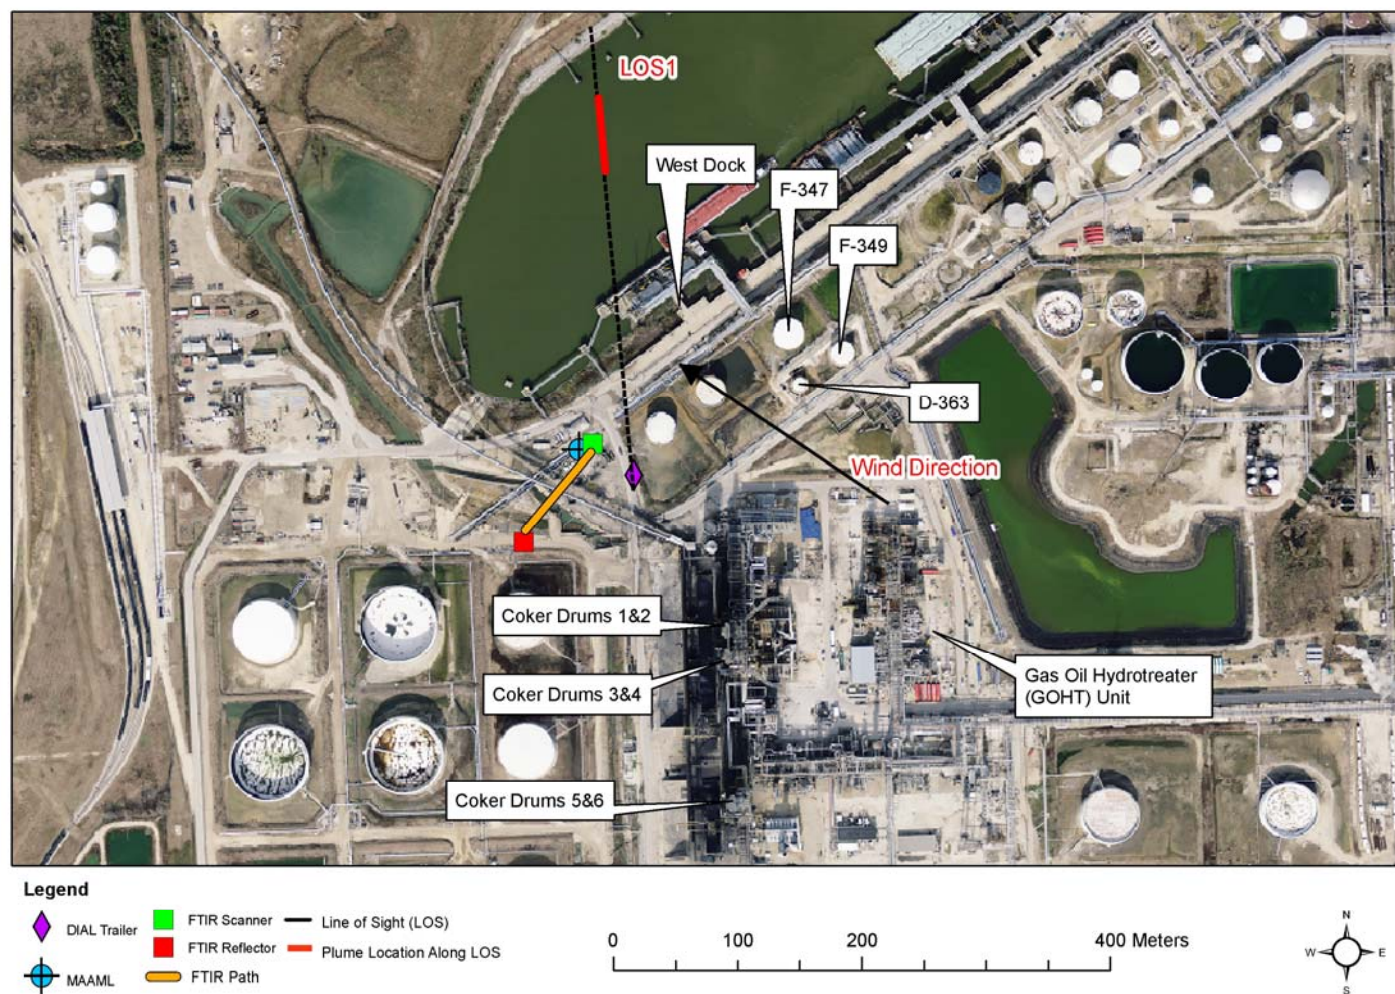 LOS1
West Dock
F-347
F-349
D-363
Wind Direction
Coker Drums 1&2
Coker Drums 3&4
Gas Oil Hydrotreater
(GOHT) Unit
Coker Drums 5&6
Legend
DIAL Trailer
FTIR Scanner
Line of Sight (LOS)
FTIR Reflector
Plume Location Along LOS
MAAML
FTIR Path
0 100 200 400 Meters
N
W E
S